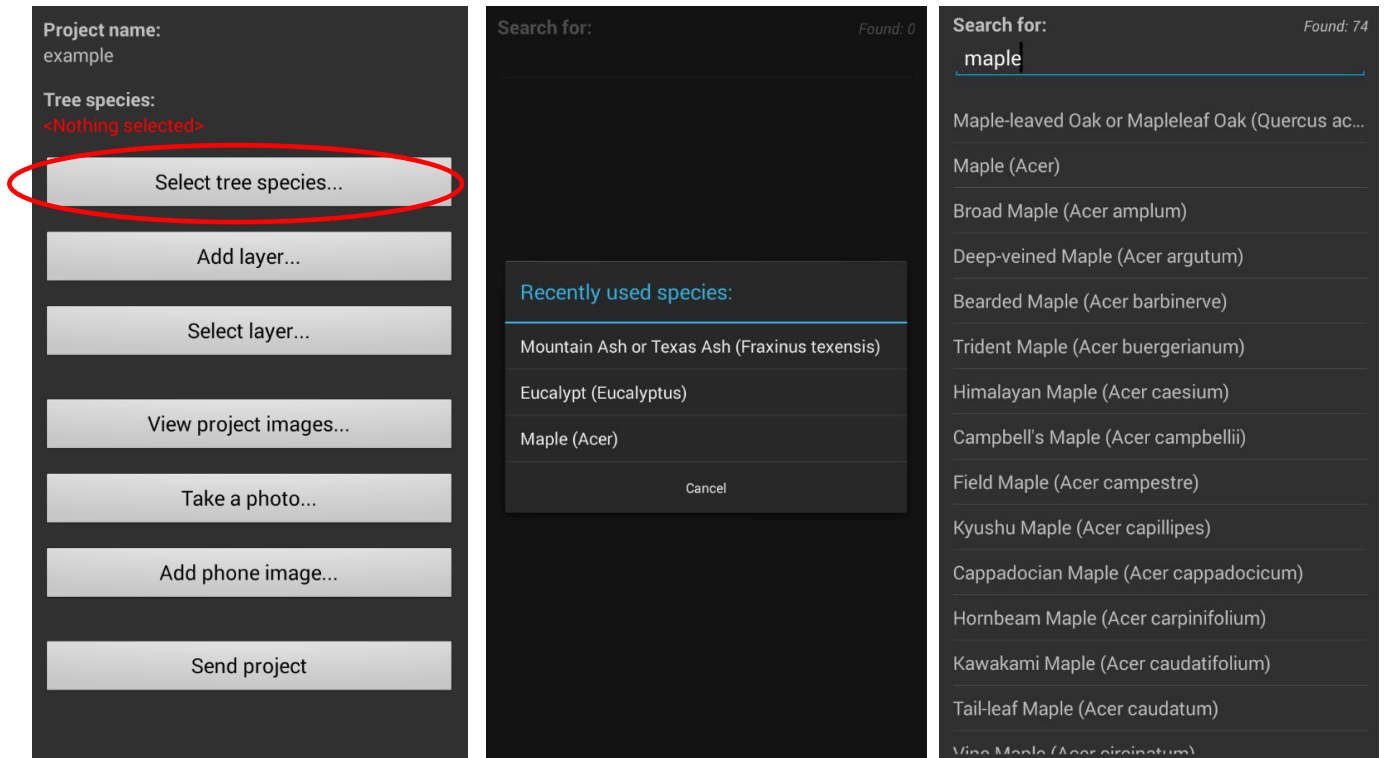 Project name:
example
Tree species:
<Nothing selected>
Select tree species...
Add layer...
Select layer...
View project images...
Take a photo...
Add phone image...
Send project
Search for:
Found: 0
Recently used species:
Mountain Ash or Texas Ash (Fraxinus texensis)
Eucalypt (Eucalyptus)
Maple (Acer)
Cancel
Search for:
Found: 74
maple
Maple-leaved Oak or Mapleleaf Oak (Quercus ac...
Maple (Acer)
Broad Maple (Acer amplum)
Deep-veined Maple (Acer argutum)
Bearded Maple (Acer barbinerve)
Trident Maple (Acer buergerianum)
Himalayan Maple (Acer caesium)
Campbell's Maple (Acer campbellii)
Field Maple (Acer campestre)
Kyushu Maple (Acer capillipes)
Cappadocian Maple (Acer cappadocicum)
Hornbeam Maple (Acer carpinifolium)
Kawakami Maple (Acer caudatifolium)
Tail-leaf Maple (Acer caudatum)
Vine Maple (Acer circinatum)